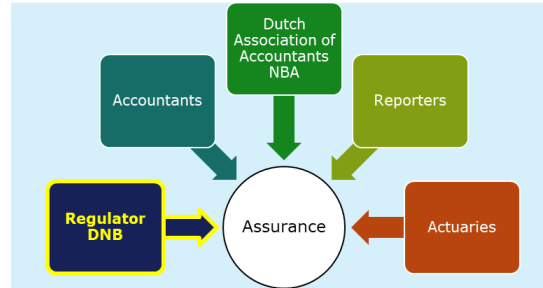 Dutch
Association of
Accountants
NBA
Accountants
Reporters
Regulator
DNB
Assurance
Actuaries